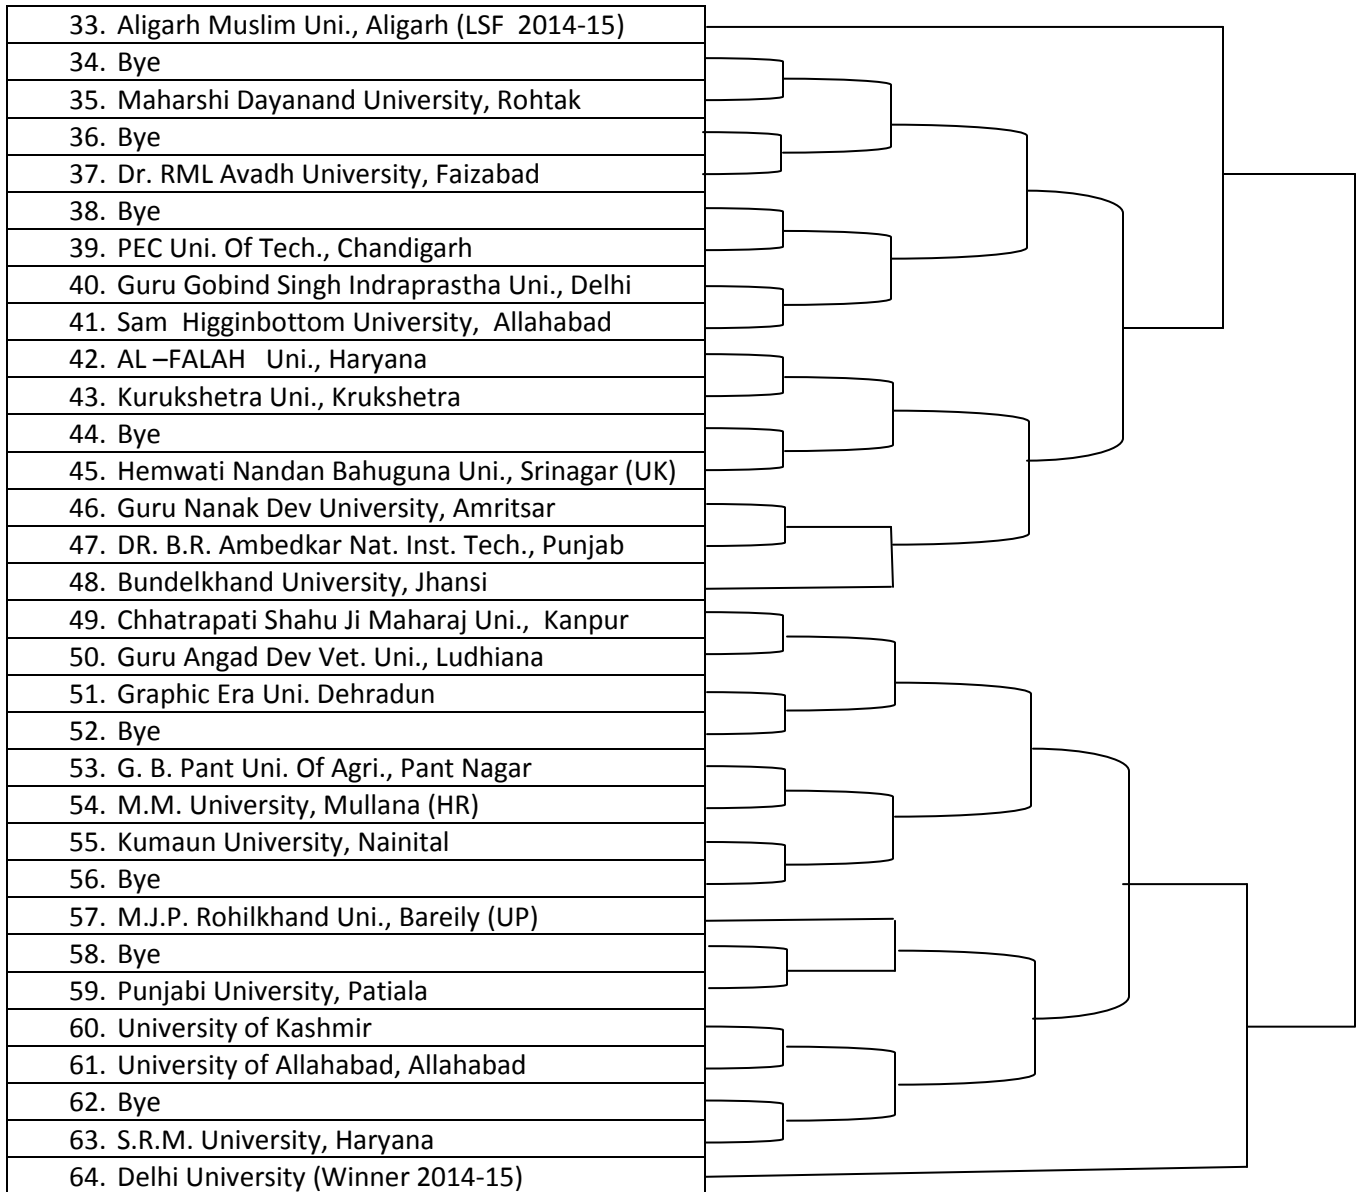 33. Aligarh Muslim Uni., Aligarh (LSF 2014-15)
34. Bye
35. Maharshi Dayanand University, Rohtak
36. Bye
37. Dr. RML Avadh University, Faizabad
38. Bye
39. PEC Uni. Of Tech., Chandigarh
40. Guru Gobind Singh Indraprastha Uni., Delhi
41. Sam Higginbottom University, Allahabad
42. AL –FALAH Uni., Haryana
43. Kurukshetra Uni., Krukshetra
44. Bye
45. Hemwati Nandan Bahuguna Uni., Srinagar (UK)
46. Guru Nanak Dev University, Amritsar
47. DR. B.R. Ambedkar Nat. Inst. Tech., Punjab
48. Bundelkhand University, Jhansi
49. Chhatrapati Shahu Ji Maharaj Uni., Kanpur
50. Guru Angad Dev Vet. Uni., Ludhiana
51. Graphic Era Uni. Dehradun
52. Bye
53. G. B. Pant Uni. Of Agri., Pant Nagar
54. M.M. University, Mullana (HR)
55. Kumaun University, Nainital
56. Bye
57. M.J.P. Rohilkhand Uni., Bareily (UP)
58. Bye
59. Punjabi University, Patiala
60. University of Kashmir
61. University of Allahabad, Allahabad
62. Bye
63. S.R.M. University, Haryana
64. Delhi University (Winner 2014-15)